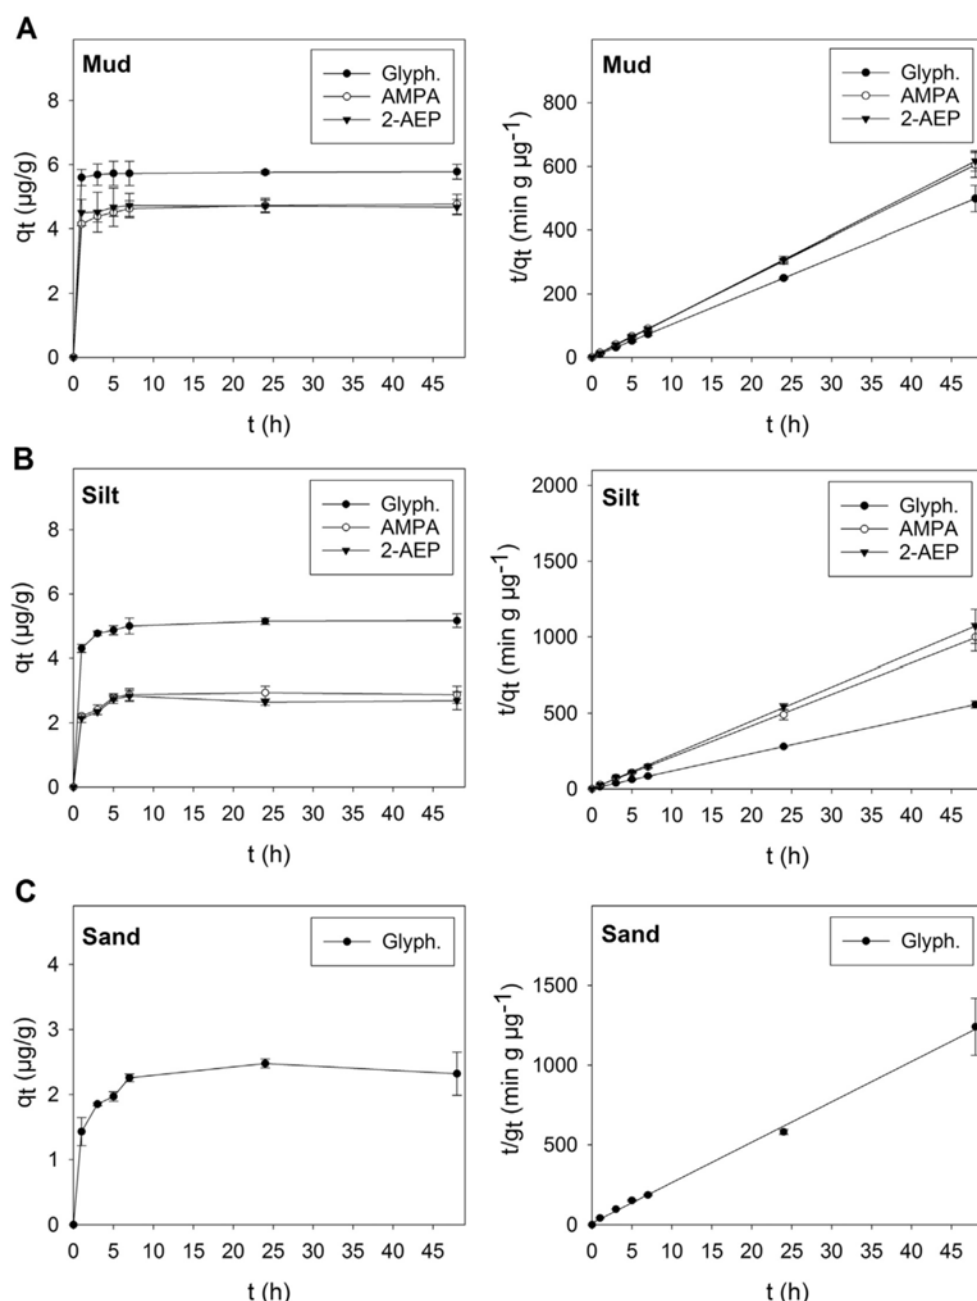 A
Mud
Glyph.
AMPA
2-AEP
8
6
4
2
0
qt (µg/g)
0 5 10 15 20 25 30 35 40 45
t (h)
Mud
Glyph.
AMPA
2-AEP
800
600
400
200
0
t/qt (min g µg-1)
0 5 10 15 20 25 30 35 40 45
t (h)
B
Silt
Glyph.
AMPA
2-AEP
8
6
4
2
0
qt (µg/g)
0 5 10 15 20 25 30 35 40 45
t (h)
Silt
Glyph.
AMPA
2-AEP
2000
1500
1000
500
0
t/qt (min g µg-1)
0 5 10 15 20 25 30 35 40 45
t (h)
C
Sand
Glyph.
4
3
2
1
0
qt (µg/g)
0 5 10 15 20 25 30 35 40 45
t (h)
Sand
Glyph.
1500
1000
500
0
t/gt (min g µg-1)
0 5 10 15 20 25 30 35 40 45
t (h)